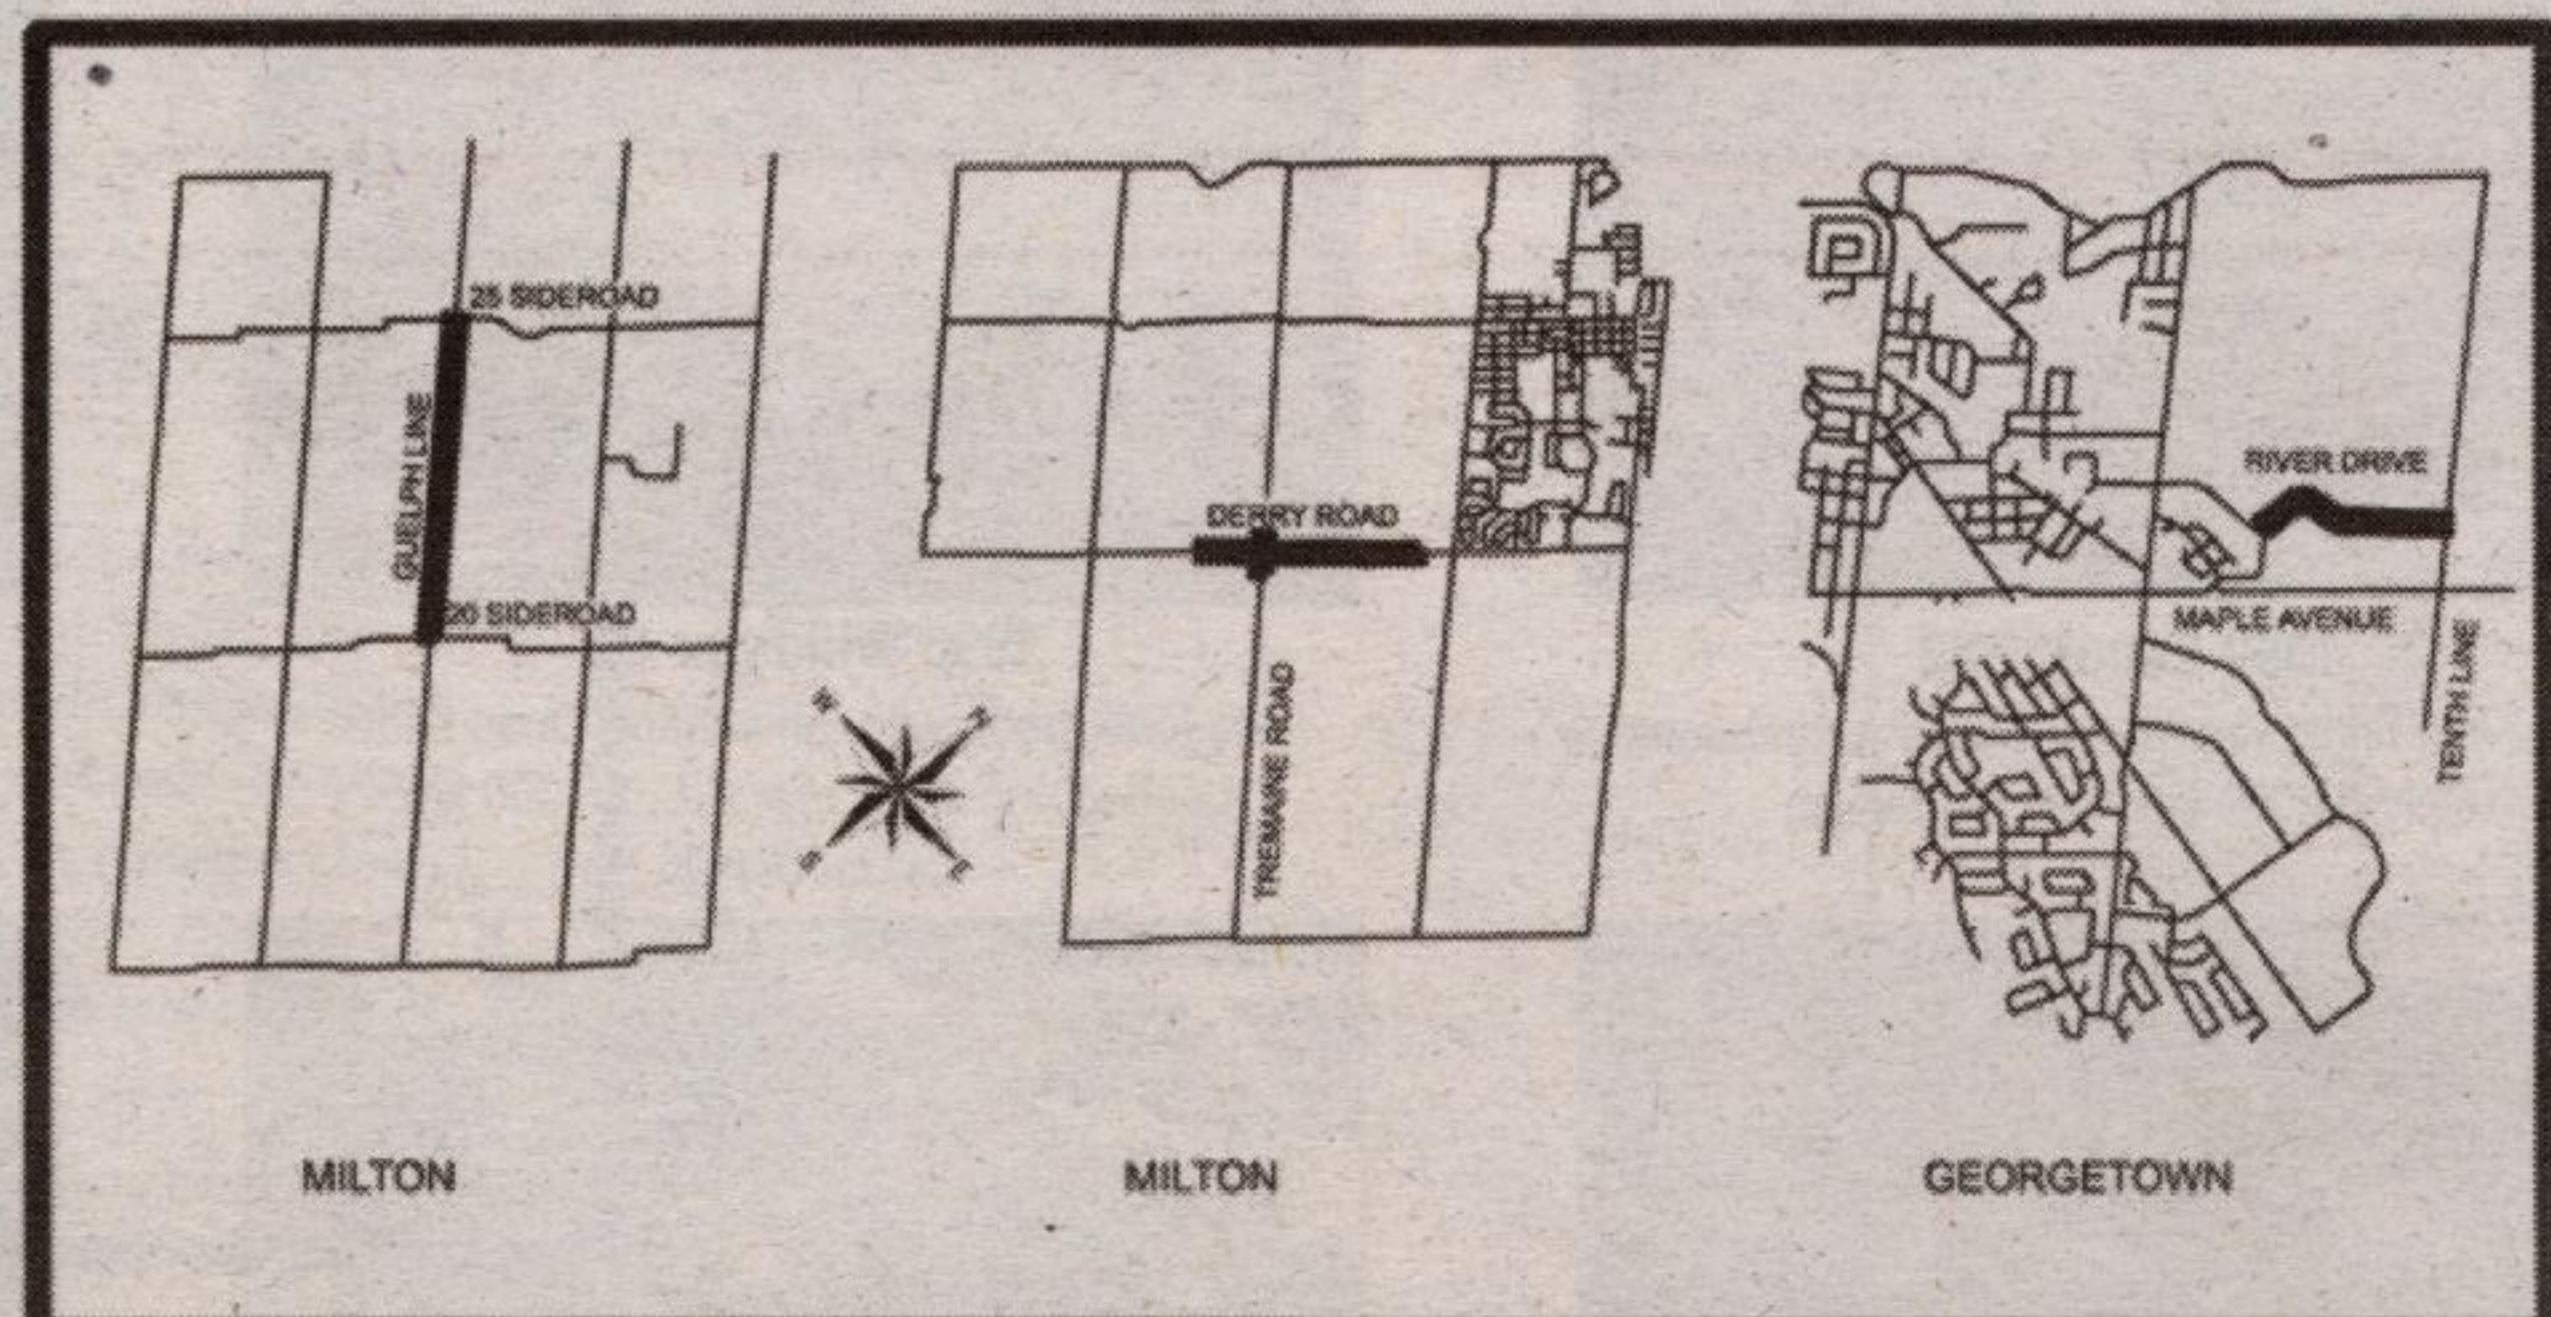 25 SIDEROAD
GUELPH LINE
20 SIDEROAD
MILTON
DERRY ROAD
TREMAINE ROAD
N
S
E
MILTON
RIVER DRIVE
MAPLE AVENUE
TENTH LINE
GEORGETOWN